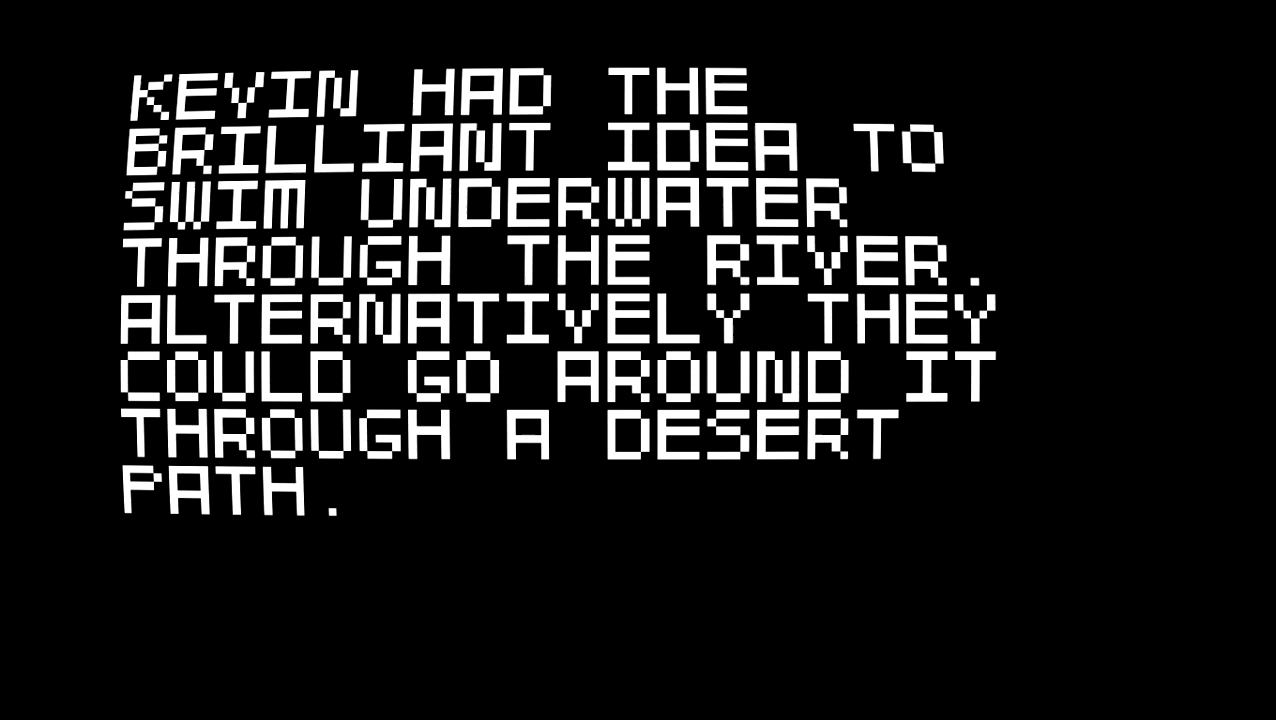 KEVIN HAD THE
BRILLIANT IDEA TO
SWIM UNDERWATER
THROUGH THE RIVER.
ALTERNATIVELY THEY
COULD GO AROUND IT
THROUGH A DESERT
PATH.